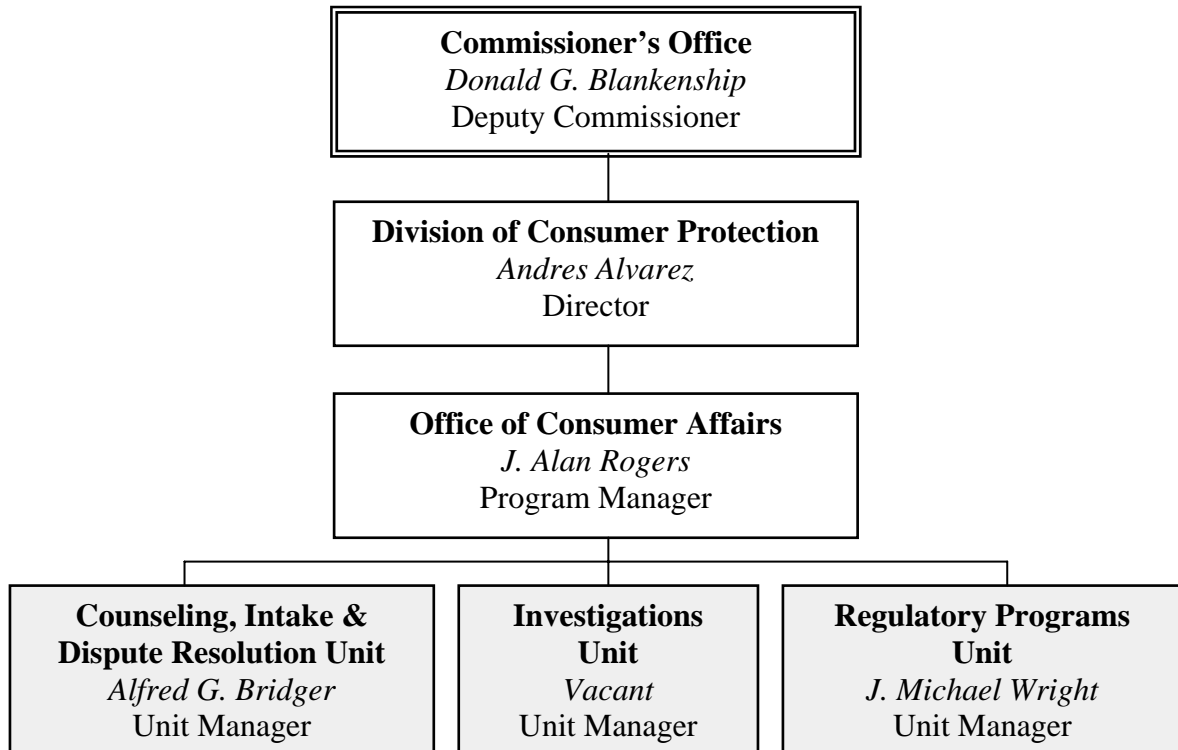 Commissioner’s Office
Donald G. Blankenship
Deputy Commissioner
Division of Consumer Protection
Andres Alvarez
Director
Office of Consumer Affairs
J. Alan Rogers
Program Manager
Counseling, Intake &
Dispute Resolution Unit
Alfred G. Bridger
Unit Manager
Investigations
Unit
Vacant
Unit Manager
Regulatory Programs
Unit
J. Michael Wright
Unit Manager